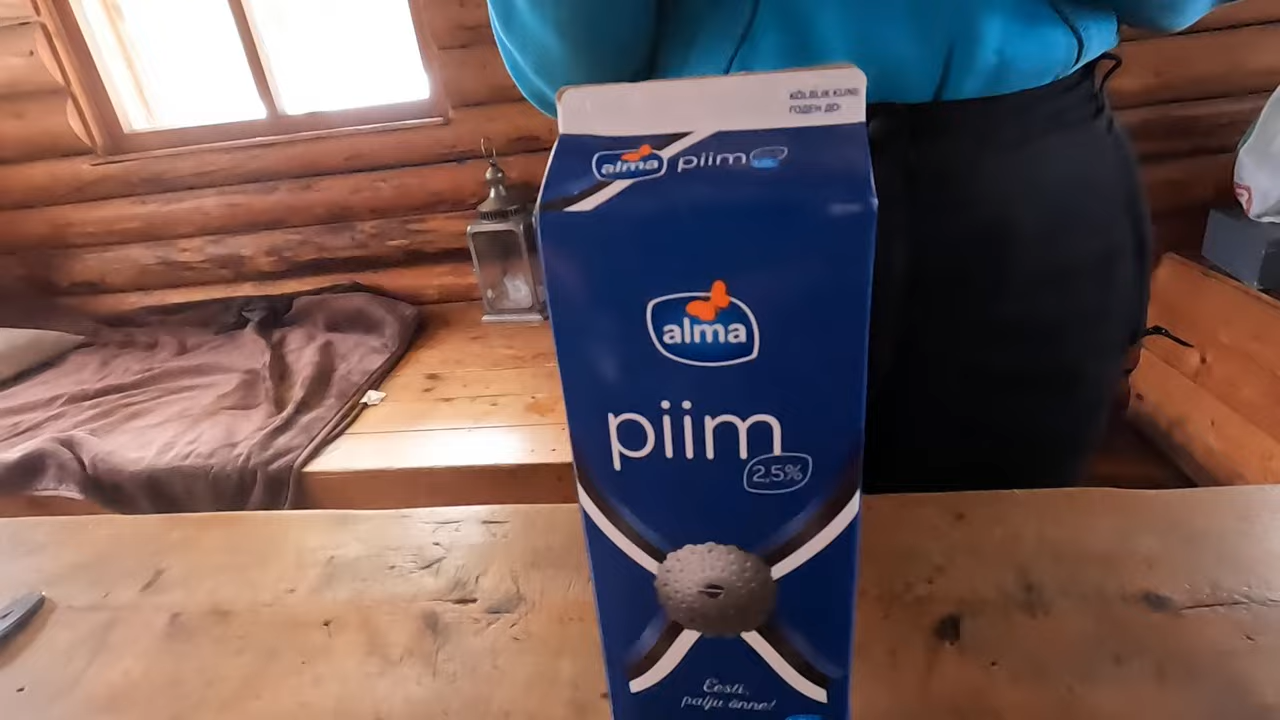 KÕLBLIK KUNI:
ГОДЕН ДО:
alma piim
alma
piim
2,5%
Eesti,
palju õnne!